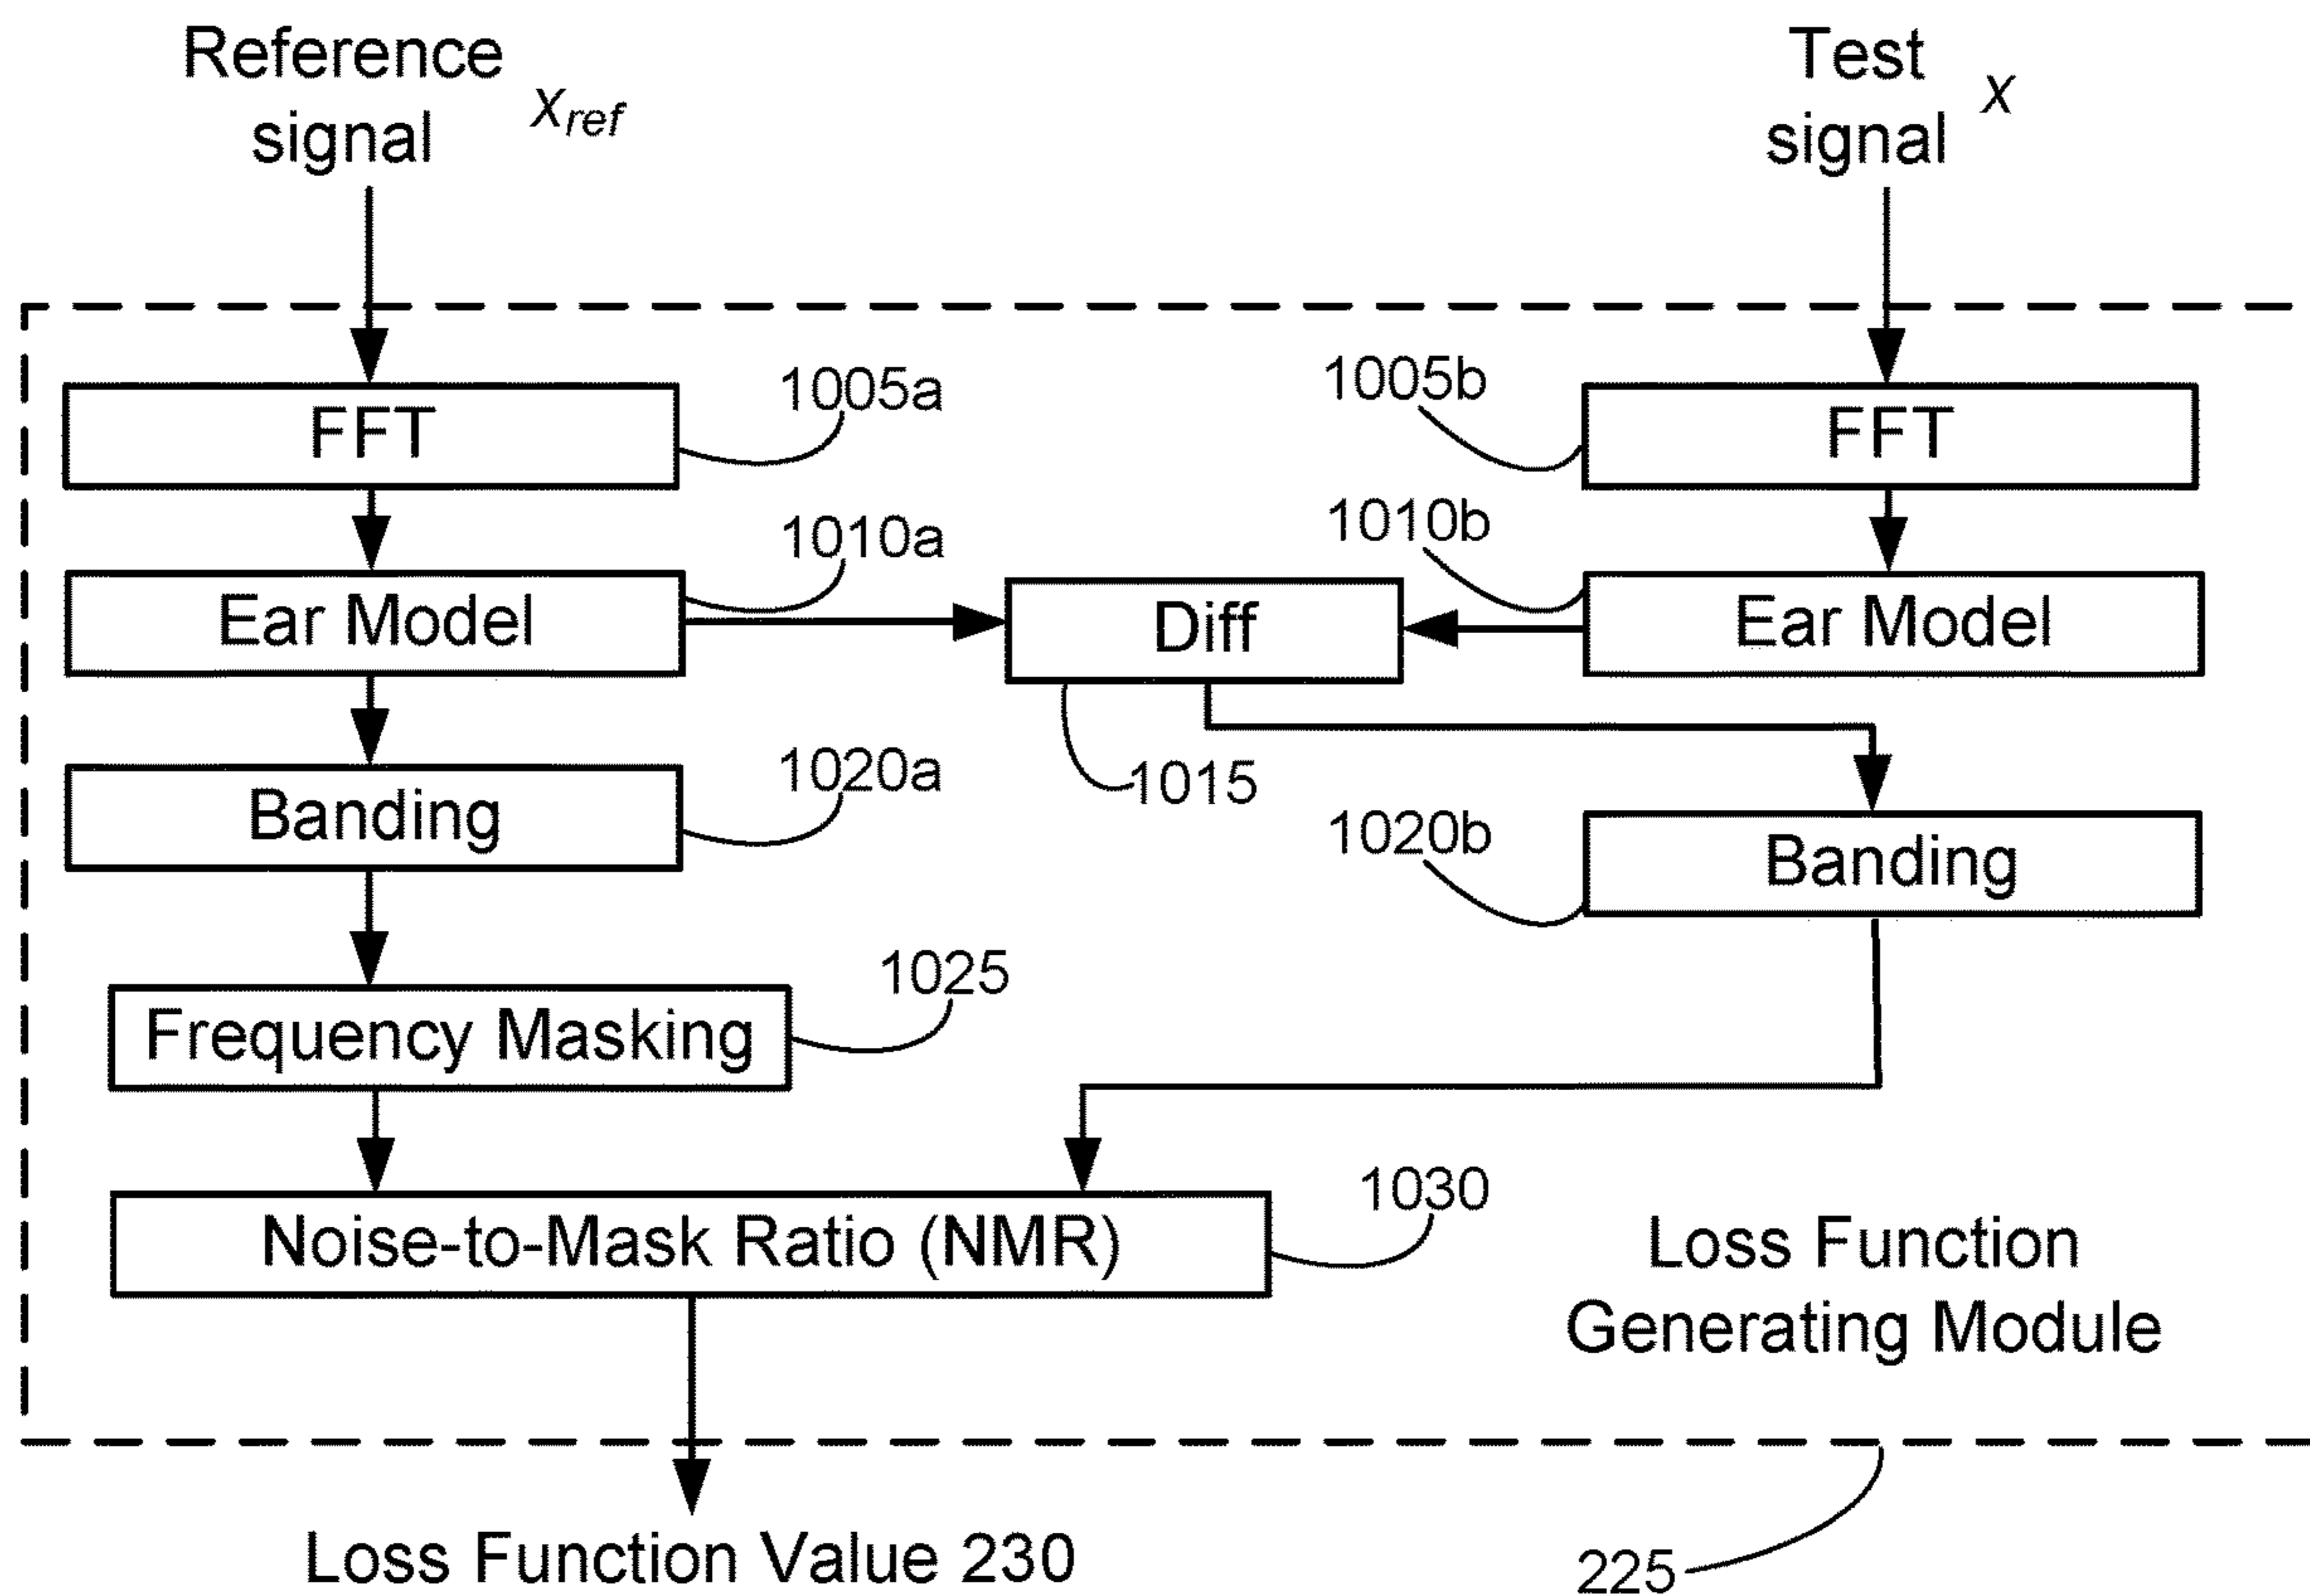 Reference
signal x_ref
Test
signal x
1005a
1005b
FFT
FFT
1010a
1010b
Ear Model
Diff
Ear Model
1020a
1015
1020b
Banding
Banding
1025
Frequency Masking
1030
Noise-to-Mask Ratio (NMR)
Loss Function
Generating Module
Loss Function Value 230
225